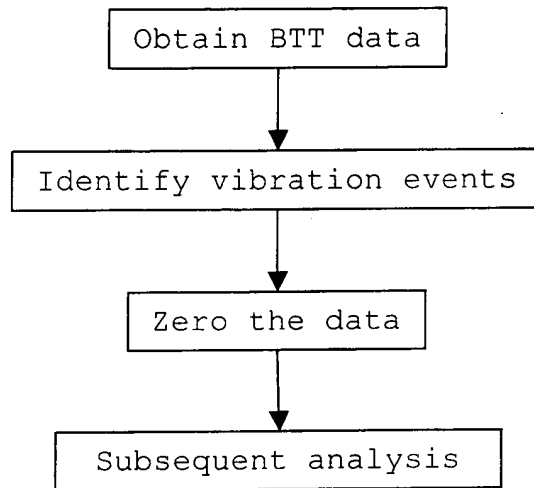 Obtain BTT data
Identify vibration events
Zero the data
Subsequent analysis